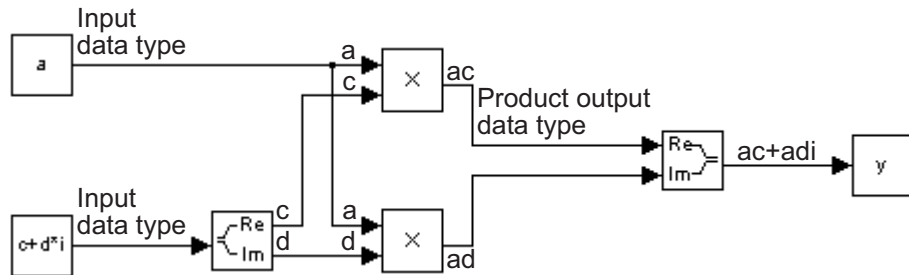 Input
data type
a
a
c
×
ac
Product output
data type
Re
Im
ac+adi
y
Input
data type
c+d*i
Re
Im
c
d
a
d
×
ad